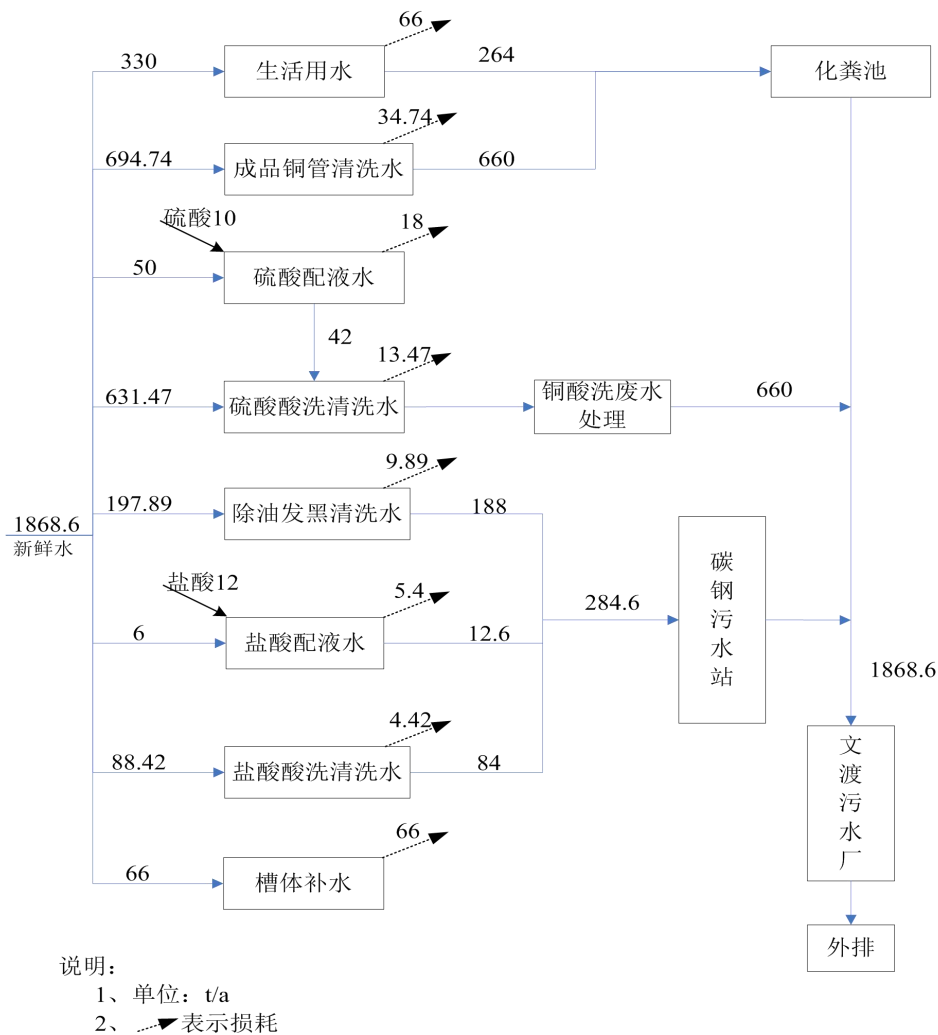 66
330
生活用水
264
化粪池
34.74
694.74
成品铜管清洗水
660
硫酸10
18
50
硫酸配液水
42
13.47
631.47
硫酸酸洗清洗水
铜酸洗废水
处理
660
9.89
197.89
除油发黑清洗水
188
1868.6
新鲜水
盐酸12
5.4
6
盐酸配液水
12.6
284.6
碳钢污水站
1868.6
4.42
88.42
盐酸酸洗清洗水
84
文渡污水厂
66
66
槽体补水
外排
说明：
1、单位：t/a
2、 表示损耗